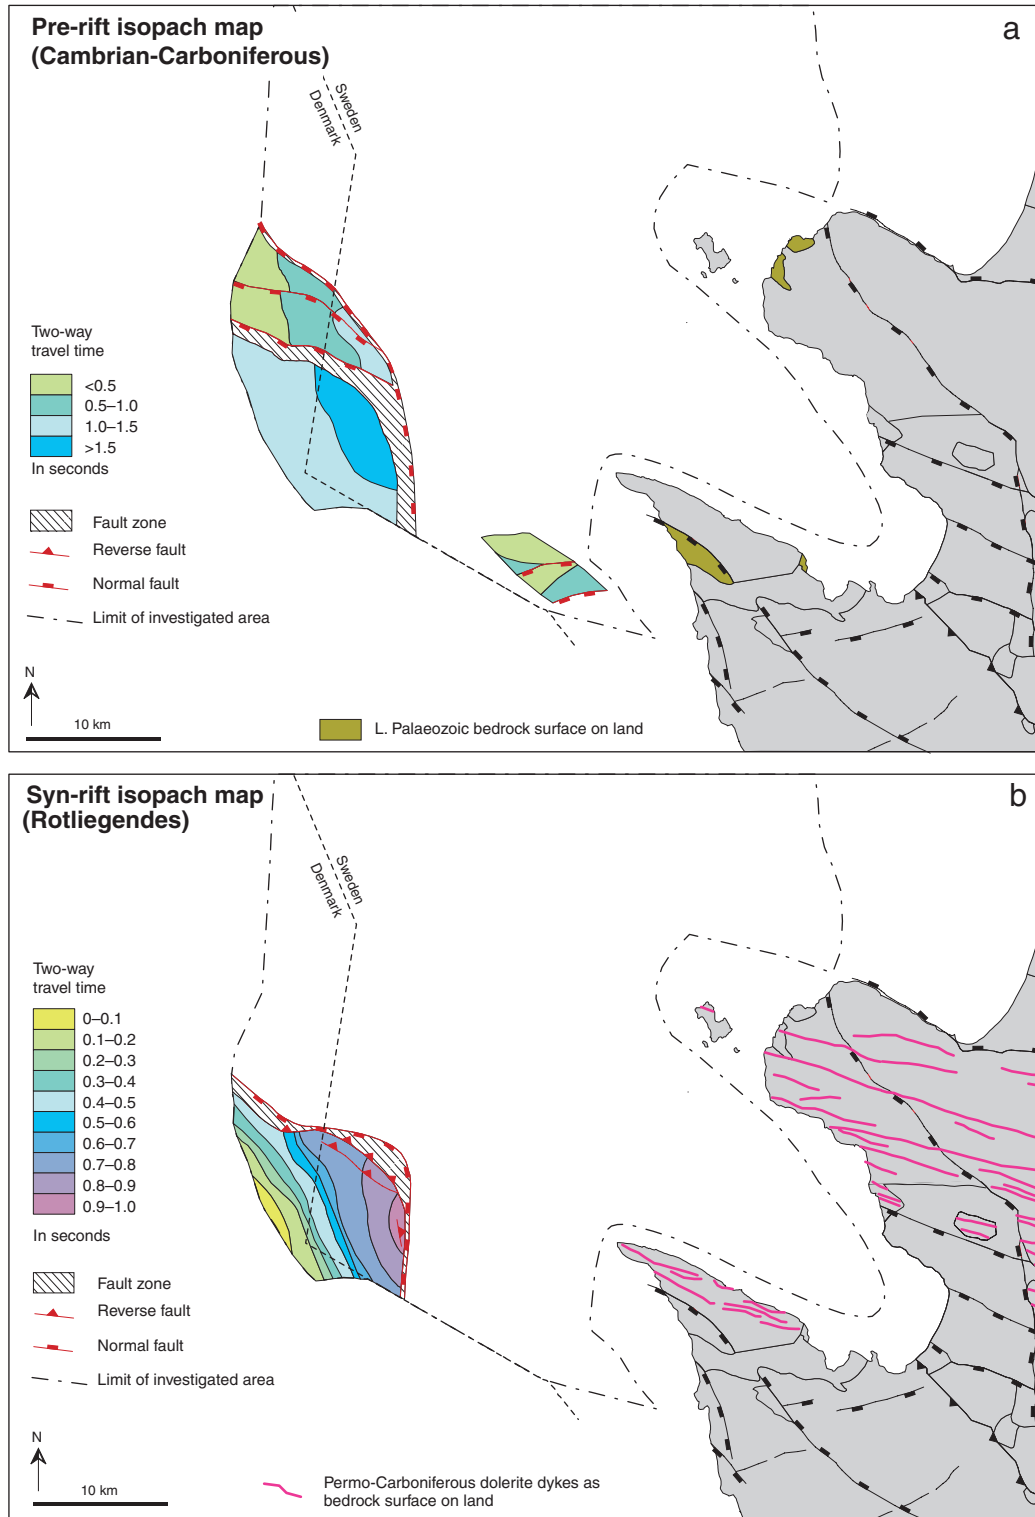 Pre-rift isopach map
(Cambrian-Carboniferous)
a
Sweden
Denmark
Two-way
travel time
<0.5
0.5–1.0
1.0–1.5
>1.5
In seconds
Fault zone
Reverse fault
Normal fault
Limit of investigated area
N
10 km
L. Palaeozoic bedrock surface on land
Syn-rift isopach map
(Rotliegendes)
b
Sweden
Denmark
Two-way
travel time
0–0.1
0.1–0.2
0.2–0.3
0.3–0.4
0.4–0.5
0.5–0.6
0.6–0.7
0.7–0.8
0.8–0.9
0.9–1.0
In seconds
Fault zone
Reverse fault
Normal fault
Limit of investigated area
N
10 km
Permo-Carboniferous dolerite dykes as
bedrock surface on land